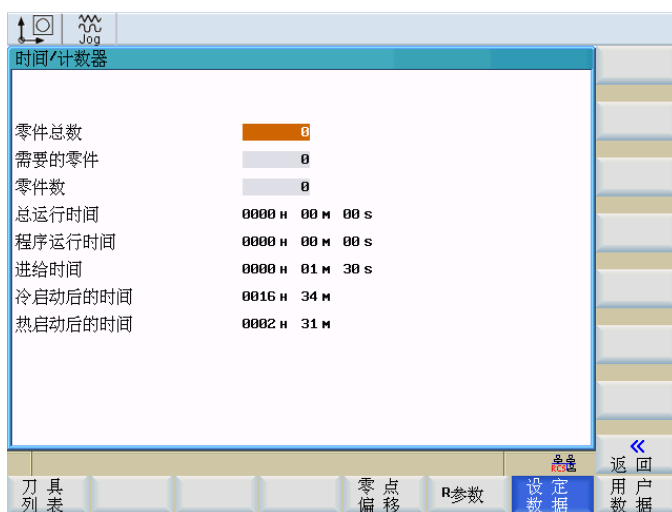 Jog
时间/计数器
零件总数 0
需要的零件 0
零件数 0
总运行时间 0000 H 00 M 00 S
程序运行时间 0000 H 00 M 00 S
进给时间 0000 H 01 M 30 S
冷启动后的时间 0016 H 34 M
热启动后的时间 0002 H 31 M
«
RCS
返回
刀具
列表
零点
偏移
R参数
设定
数据
用户
数据